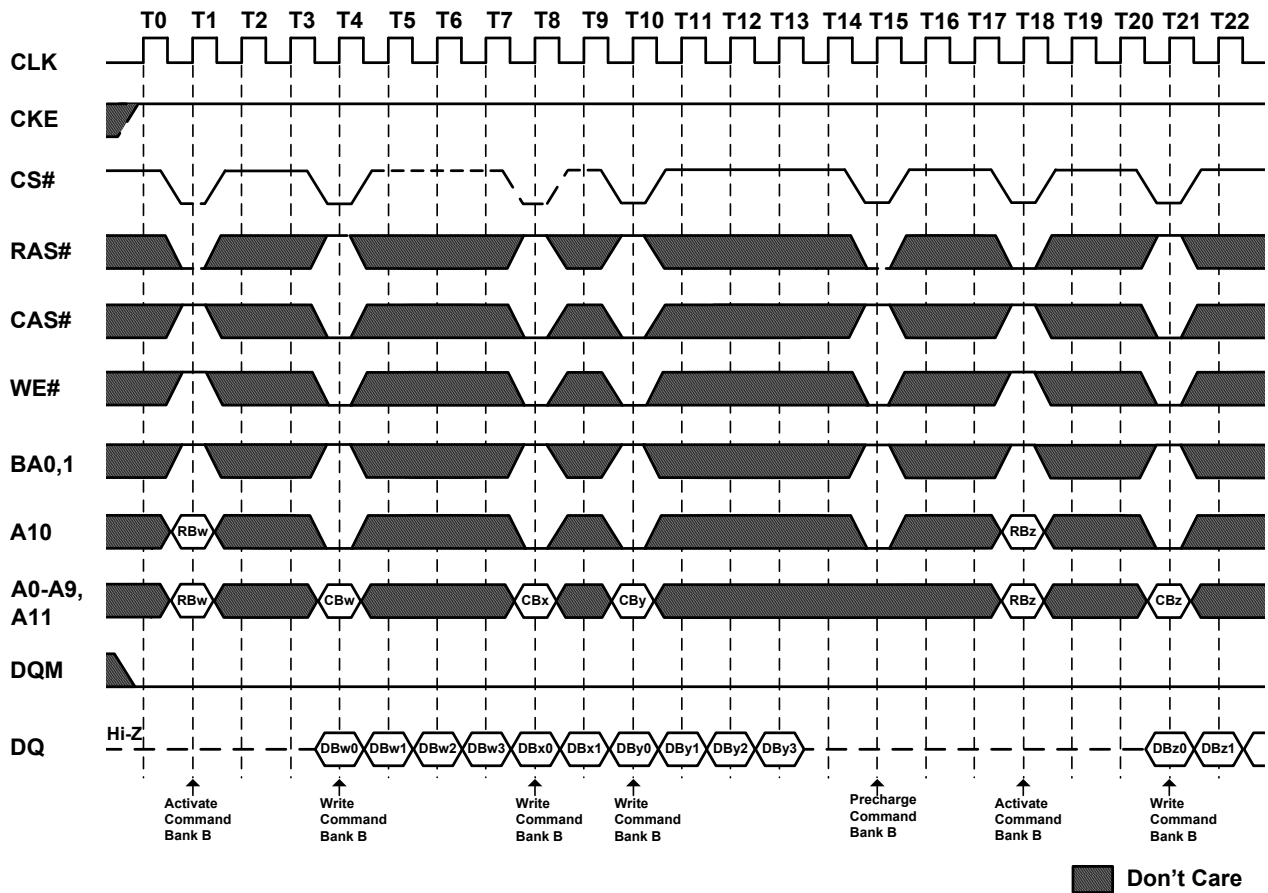 T0 T1 T2 T3 T4 T5 T6 T7 T8 T9 T10 T11 T12 T13 T14 T15 T16 T17 T18 T19 T20 T21 T22
CLK
CKE
CS#
RAS#
CAS#
WE#
BA0,1
A10 RBw RBz
A0-A9,
A11 RBw CBw CBx CBy RBz CBz
DQM
Hi-Z
DQ DBw0 DBw1 DBw2 DBw3 DBx0 DBx1 DBy0 DBy1 DBy2 DBy3 DBz0 DBz1
Activate
Command
Bank B
Write
Command
Bank B
Write
Command
Bank B
Write
Command
Bank B
Precharge
Command
Bank B
Activate
Command
Bank B
Write
Command
Bank B
Don't Care